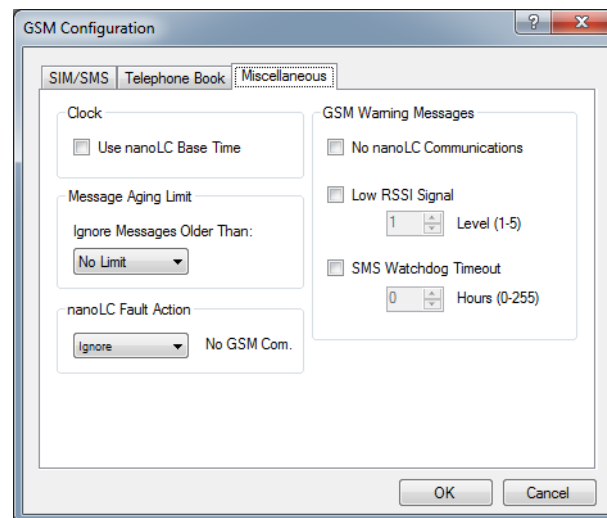 GSM Configuration
?
X
SIM/SMS Telephone Book Miscellaneous
Clock
Use nanoLC Base Time
Message Aging Limit
Ignore Messages Older Than:
No Limit
nanoLC Fault Action
Ignore No GSM Com.
GSM Warning Messages
No nanoLC Communications
Low RSSI Signal
1 Level (1-5)
SMS Watchdog Timeout
0 Hours (0-255)
OK Cancel